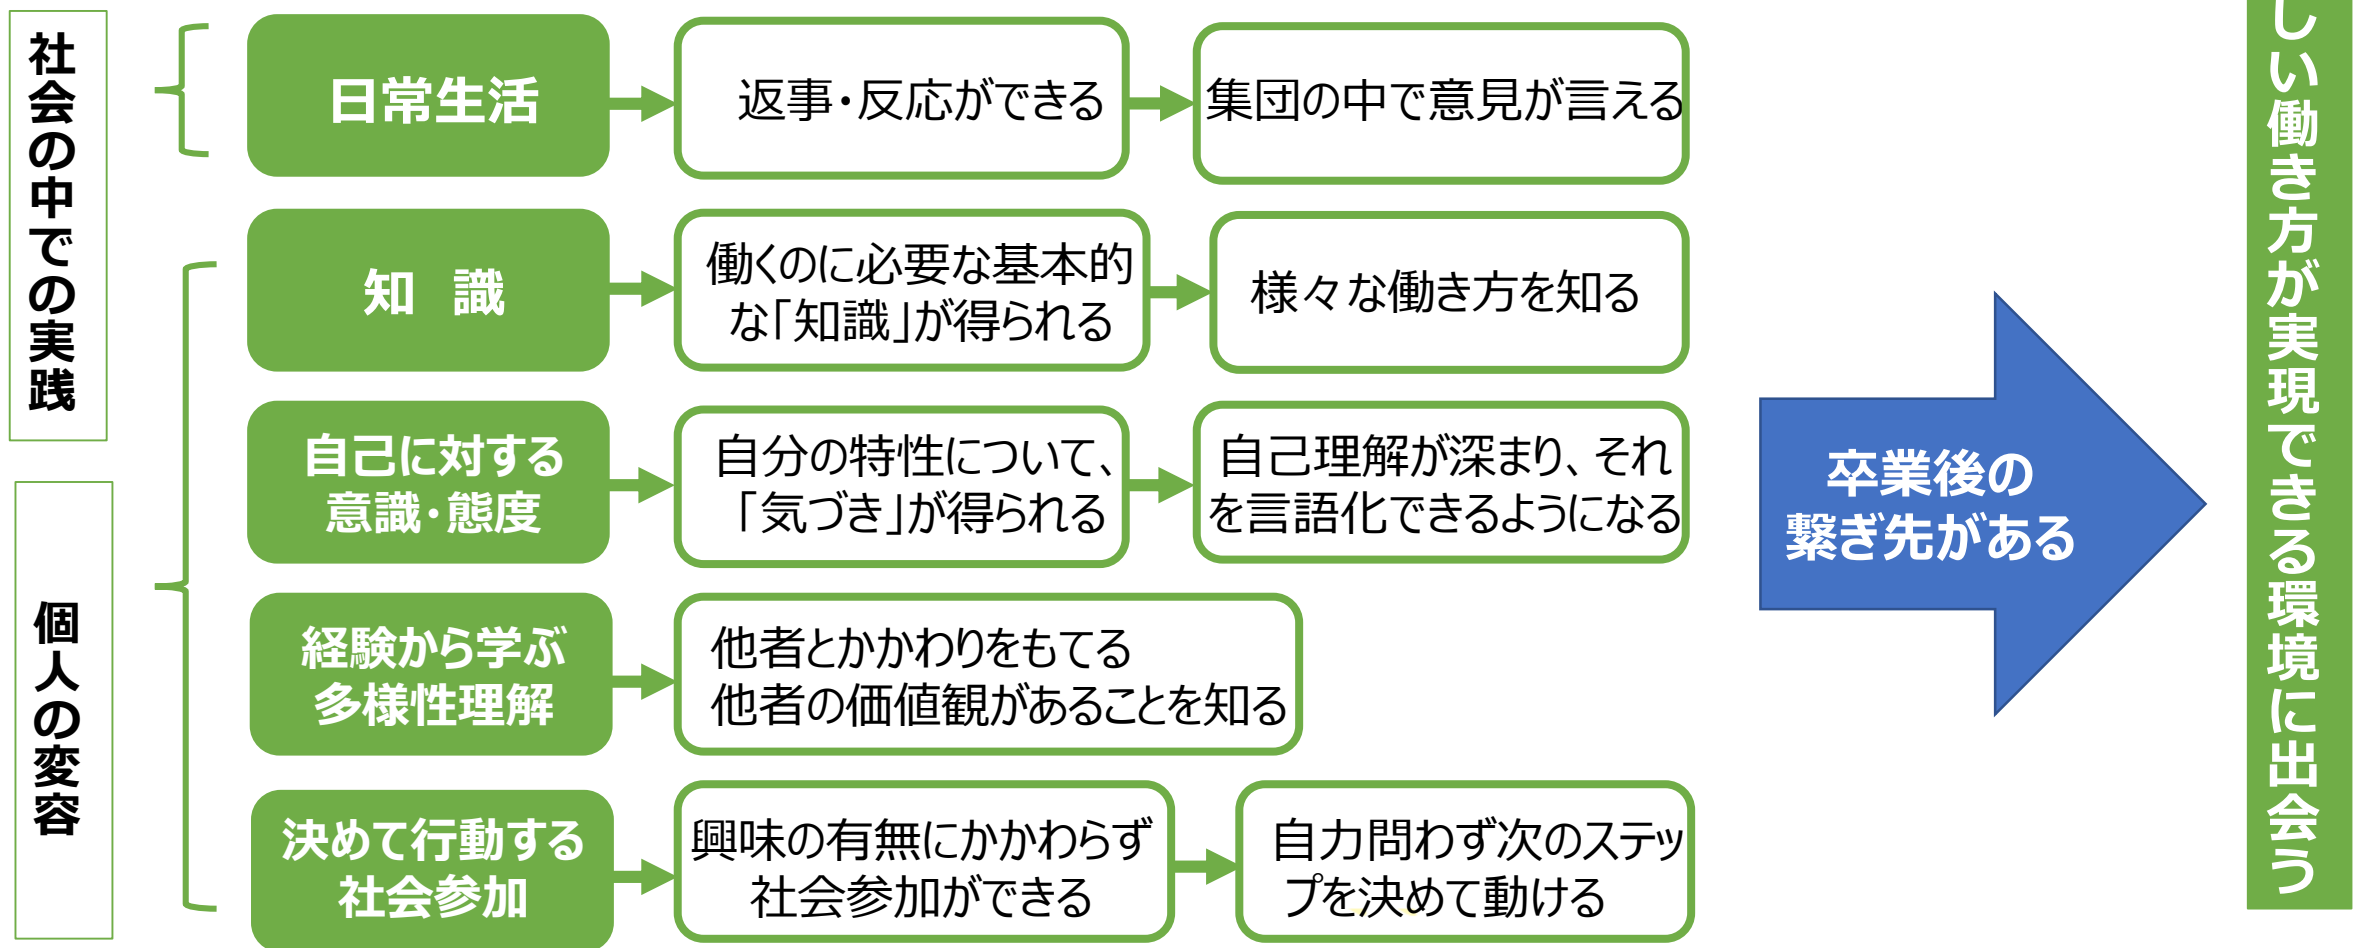 社会の中での実践
日常生活
返事・反応ができる
集団の中で意見が言える
知　識
働くのに必要な基本的
な「知識」が得られる
様々な働き方を知る
自己に対する
意識・態度
自分の特性について、
「気づき」が得られる
自己理解が深まり、それ
を言語化できるようになる
個人の変容
経験から学ぶ
多様性理解
他者とかかわりをもてる
他者の価値観があることを知る
決めて行動する
社会参加
興味の有無にかかわらず
社会参加ができる
自力問わず次のステッ
プを決めて動ける
卒業後の
繋ぎ先がある
しい働き方が実現できる環境に出会う